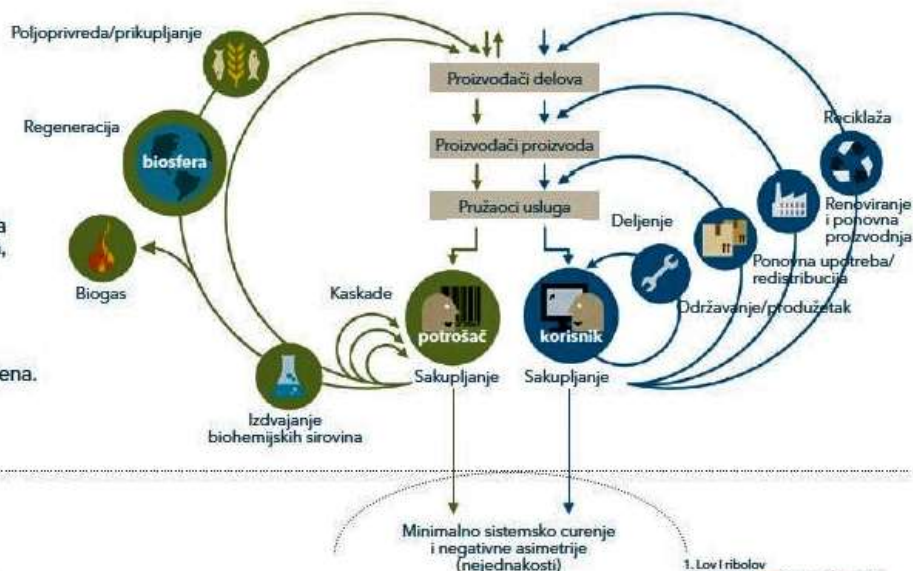 Poljoprivreda/prikupljanje
Regeneracija
biosfera
Biogas
Kaskade
Izdvajanje
biohemijskih sirovina
Proizvođači delova
Proizvođači proizvoda
Pružaoci usluga
potrošač
Sakupljanje
korisnik
Sakupljanje
Deljenje
Održavanje/produžetak
Ponovna upotreba/
redistribucija
Renoviranje
i ponovna
proizvodnja
Reciklaža
Minimalno sistemsko curenje
i negativne asimetrije
(nejednakosti)
1. Lov I ribolov